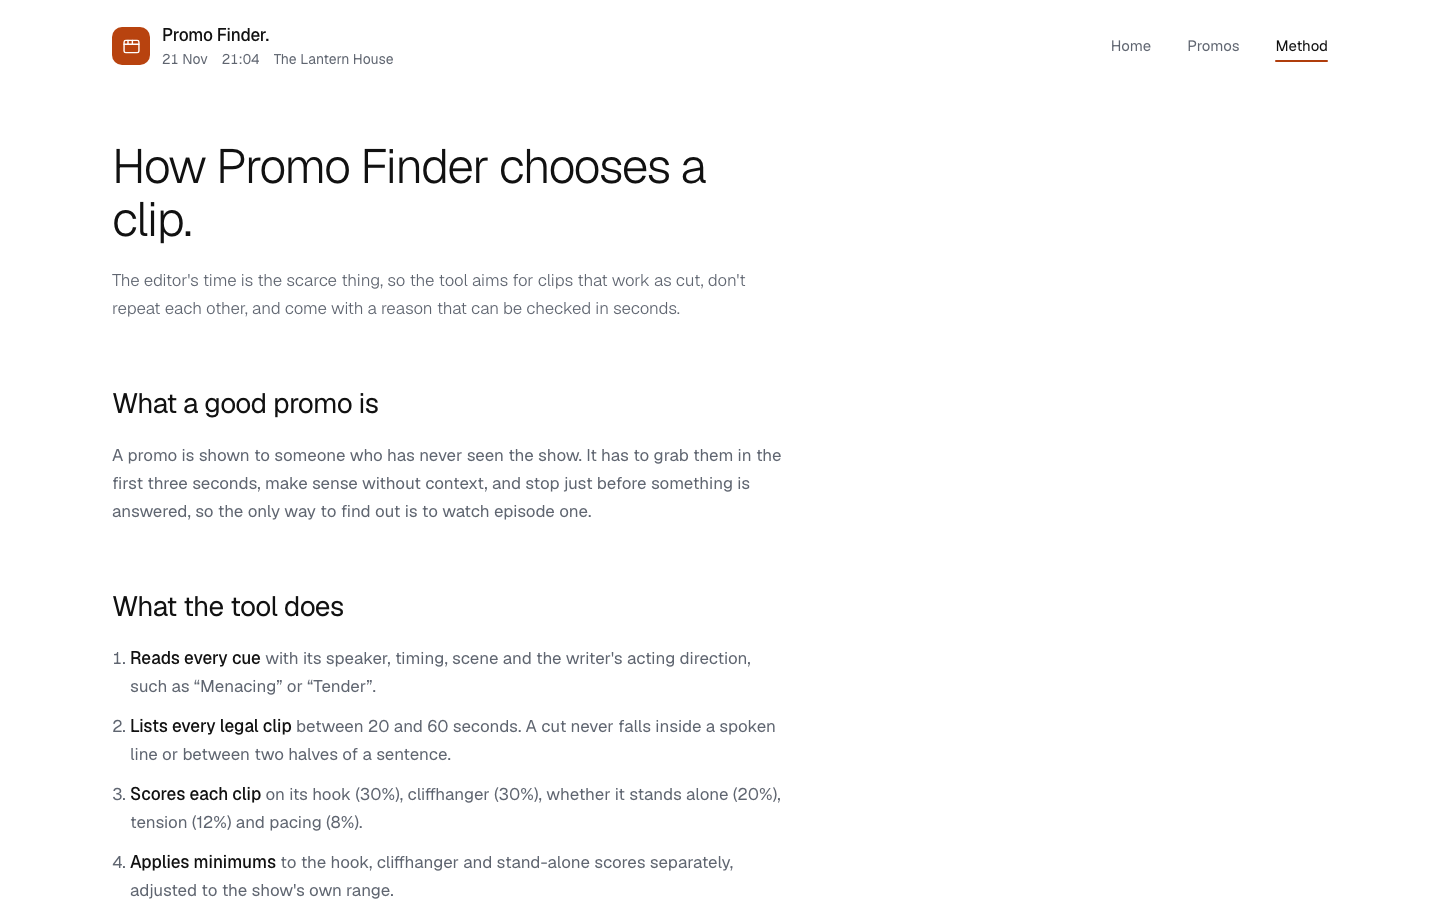 Promo Finder.
21 Nov 21:04 The Lantern House
Home Promos Method
How Promo Finder chooses a
clip.
The editor's time is the scarce thing, so the tool aims for clips that work as cut, don't
repeat each other, and come with a reason that can be checked in seconds.
What a good promo is
A promo is shown to someone who has never seen the show. It has to grab them in the
first three seconds, make sense without context, and stop just before something is
answered, so the only way to find out is to watch episode one.
What the tool does
1. Reads every cue with its speaker, timing, scene and the writer's acting direction,
such as “Menacing” or “Tender”.
2. Lists every legal clip between 20 and 60 seconds. A cut never falls inside a spoken
line or between two halves of a sentence.
3. Scores each clip on its hook (30%), cliffhanger (30%), whether it stands alone (20%),
tension (12%) and pacing (8%).
4. Applies minimums to the hook, cliffhanger and stand-alone scores separately,
adjusted to the show's own range.